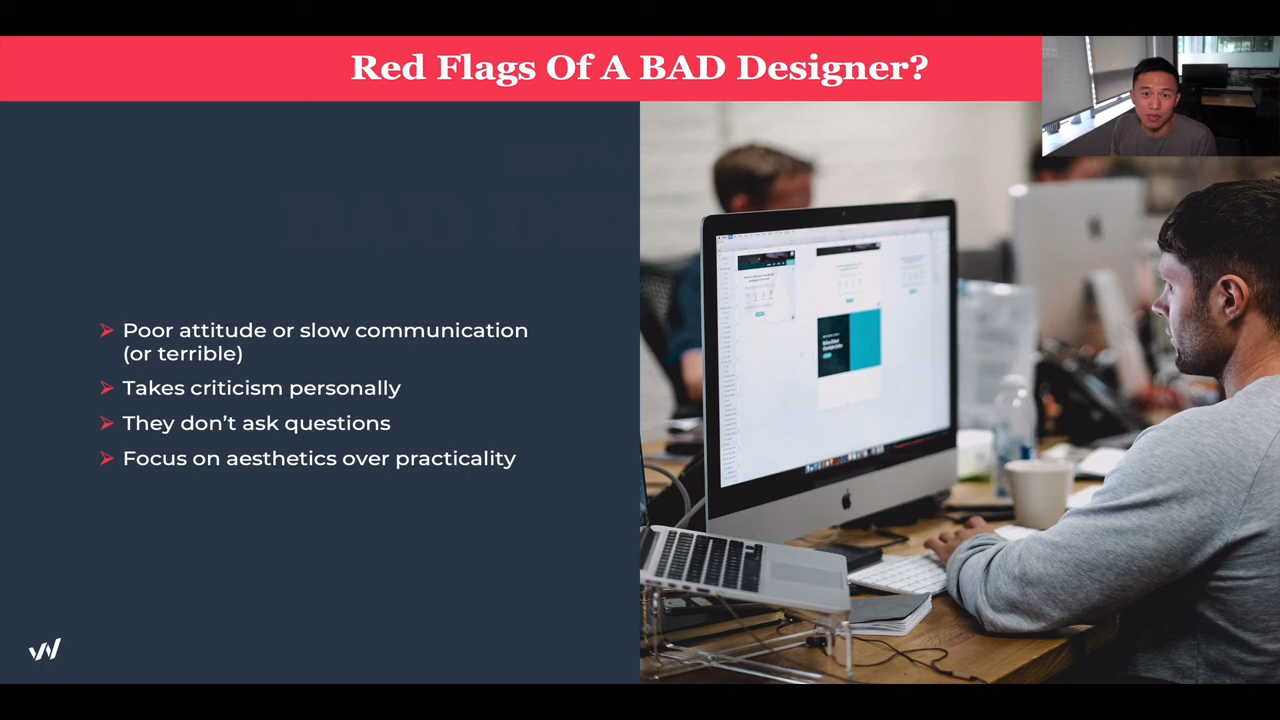 Red Flags Of A BAD Designer?
➢ Poor attitude or slow communication
(or terrible)
➢ Takes criticism personally
➢ They don’t ask questions
➢ Focus on aesthetics over practicality